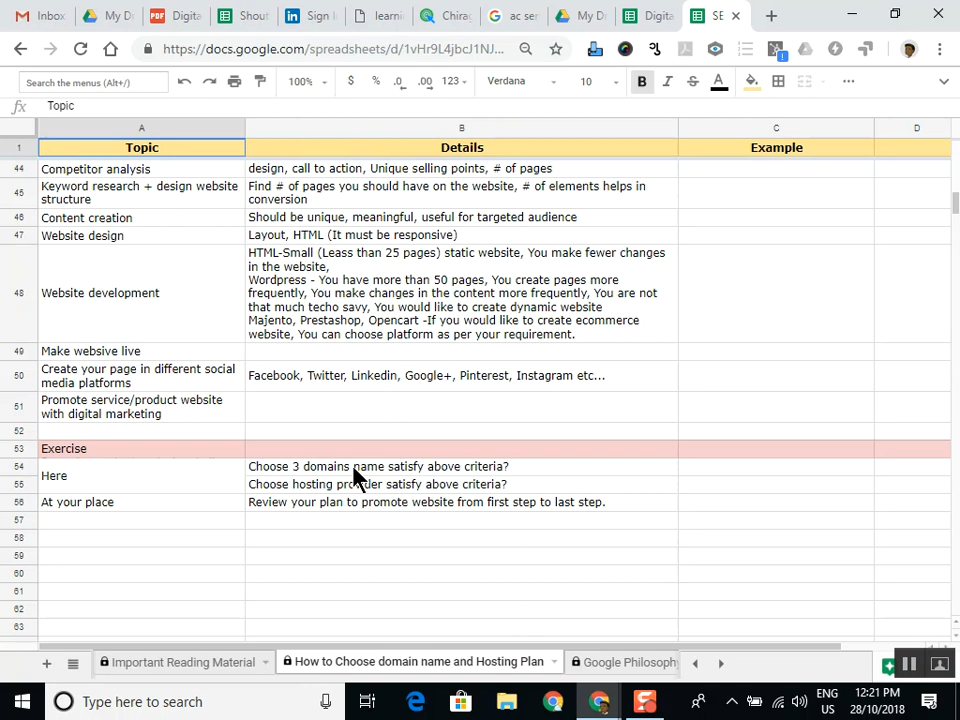 Inbox
My Dr
Digita
Shout
Sign i
learni
Chirag
ac ser
My Dr
Digita
SE
https://docs.google.com/spreadsheets/d/1vHr9L4jbcJ1NJ...
Search the menus (Alt+/)
100%
$ % .0 .00 123
Verdana
10
B I S A
fx Topic
A B C D
1 Topic Details Example
44 Competitor analysis design, call to action, Unique selling points, # of pages
45 Keyword research + design website structure Find # of pages you should have on the website, # of elements helps in conversion
46 Content creation Should be unique, meaningful, useful for targeted audience
47 Website design Layout, HTML (It must be responsive)
48 Website development
HTML-Small (Leass than 25 pages) static website, You make fewer changes
in the website,
Wordpress - You have more than 50 pages, You create pages more
frequently, You make changes in the content more frequently, You are not
that much techo savy, You would like to create dynamic website
Majento, Prestashop, Opencart -If you would like to create ecommerce
website, You can choose platform as per your requirement.
49 Make websive live
50 Create your page in different social media platforms Facebook, Twitter, Linkedin, Google+, Pinterest, Instagram etc...
51 Promote service/product website with digital marketing
52
53 Exercise
54 Here Choose 3 domains name satisfy above criteria?
55 Choose hosting provider satisfy above criteria?
56 At your place Review your plan to promote website from first step to last step.
57
58
59
60
61
62
63
Important Reading Material
How to Choose domain name and Hosting Plan
Google Philosophy
Type here to search
ENG
US
12:21 PM
28/10/2018